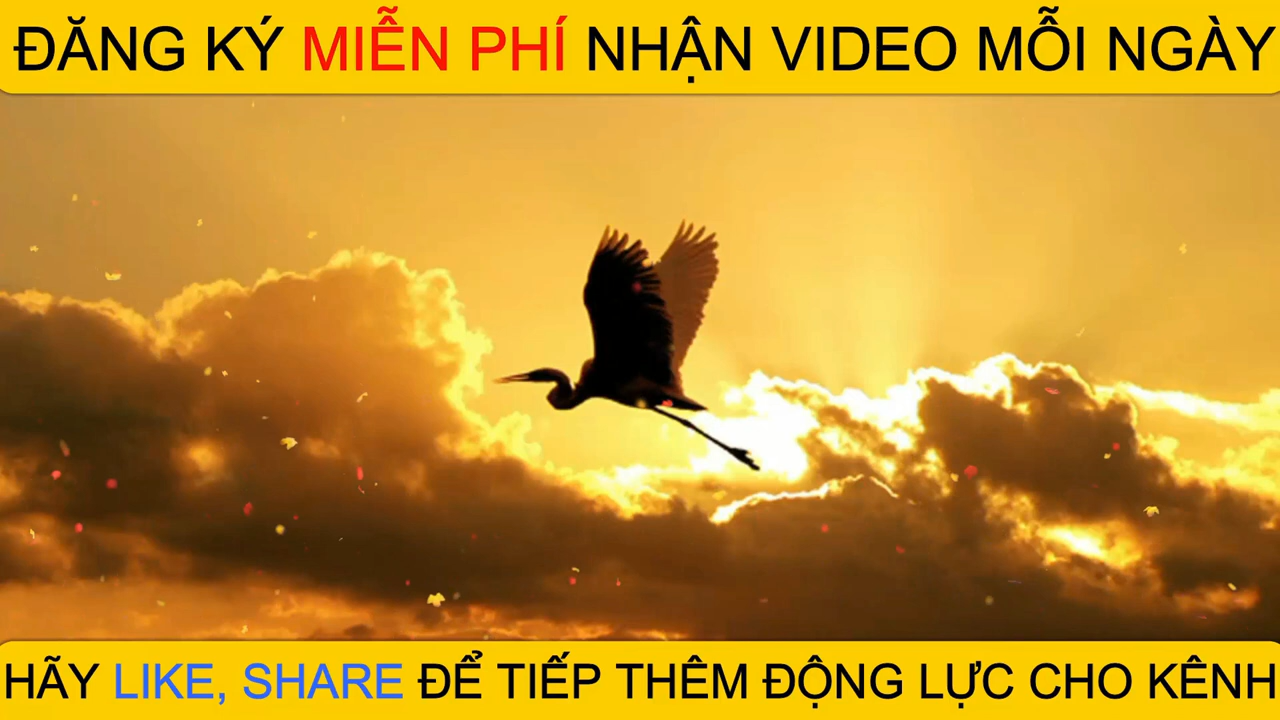 ĐĂNG KÝ MIỄN PHÍ NHẬN VIDEO MỖI NGÀY
HÃY LIKE, SHARE ĐỂ TIẾP THÊM ĐỘNG LỰC CHO KÊNH